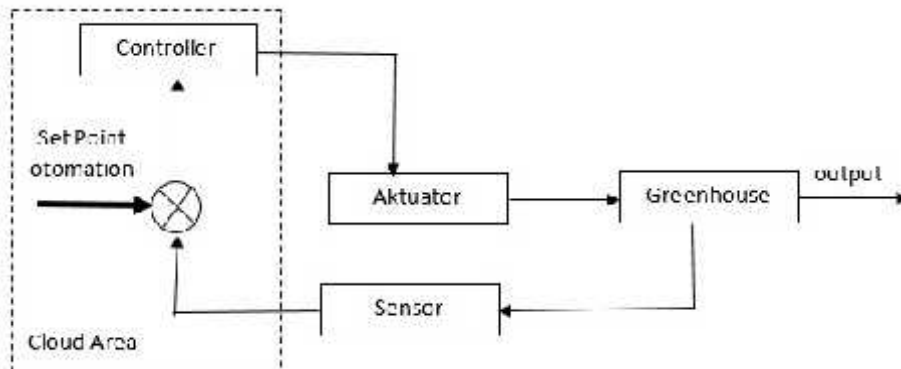 Controller
Set Point
otomation
Aktuator
Greenhouse
output
Sensor
Cloud Area